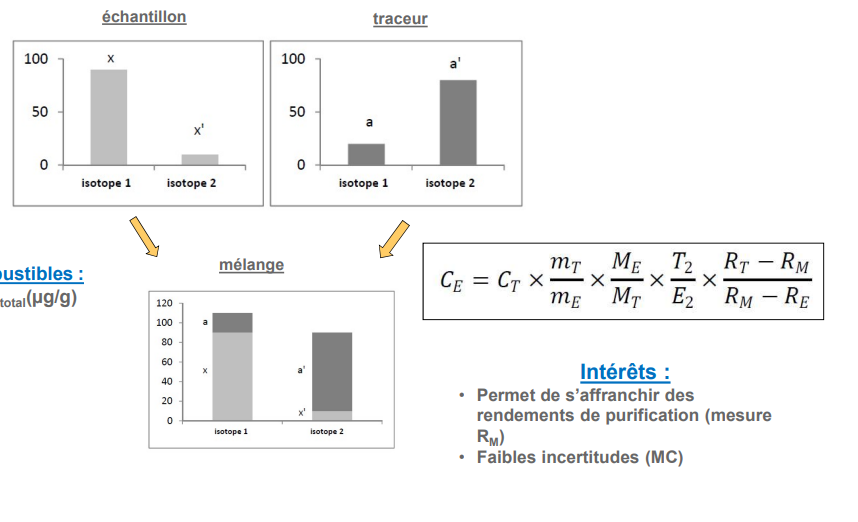 échantillon
traceur
100
50
0
x
x'
isotope 1
isotope 2
100
50
0
a
a'
isotope 1
isotope 2
ustibles :
total(µg/g)
mélange
120
100
80
60
40
20
0
a
x
a'
x'
isotope 1
isotope 2
C_E = C_T × m_T/m_E × M_E/M_T × T_2/E_2 × (R_T − R_M)/(R_M − R_E)
Intérêts :
• Permet de s’affranchir des
rendements de purification (mesure
R_M)
• Faibles incertitudes (MC)